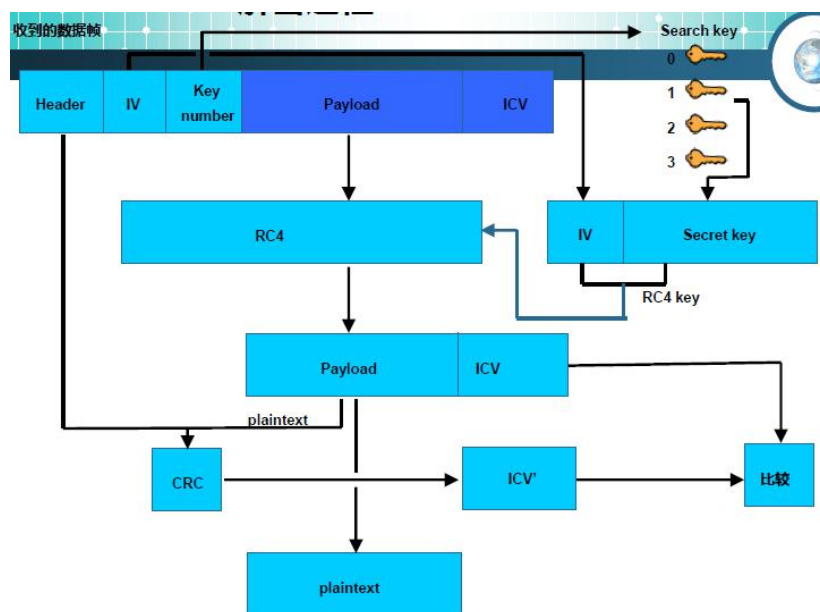 收到的数据帧
Search key
0
Header
IV
Key
number
Payload
ICV
1
2
3
RC4
IV
Secret key
RC4 key
Payload
ICV
plaintext
CRC
ICV'
比较
plaintext